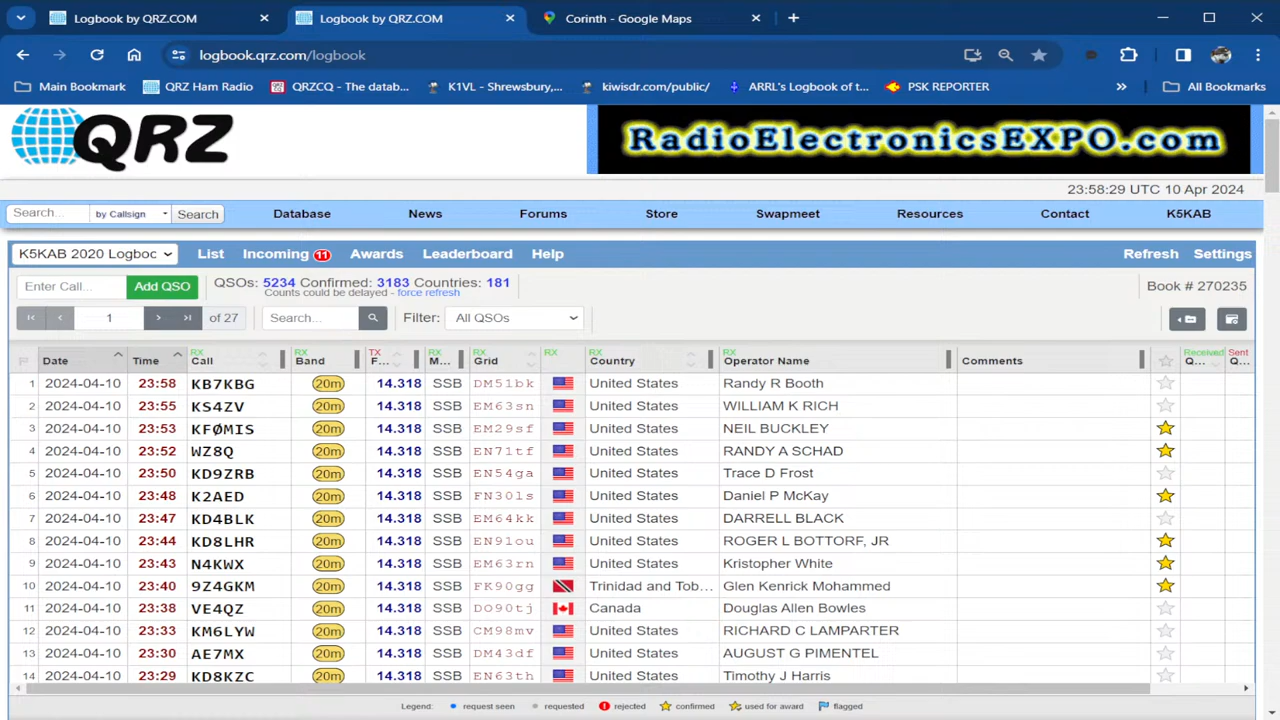 Logbook by QRZ.COM
Logbook by QRZ.COM
Corinth - Google Maps
logbook.qrz.com/logbook
Main Bookmark QRZ Ham Radio QRZCQ - The datab... K1VL - Shrewsbury,... kiwisdr.com/public/ ARRL's Logbook of t... PSK REPORTER » All Bookmarks
QRZ
RadioElectronicsEXPO.com
23:58:29 UTC 10 Apr 2024
Search... by Callsign Search Database News Forums Store Swapmeet Resources Contact K5KAB
K5KAB 2020 Logboc List Incoming 11 Awards Leaderboard Help Refresh Settings
Enter Call... Add QSO QSOs: 5234 Confirmed: 3183 Countries: 181 Book # 270235
Counts could be delayed - force refresh
1 of 27 Search... Filter: All QSOs
RX TX RX RX RX RX RX Received Sent
Date Time Call Band F... M... Grid Country Operator Name Comments Q... Q...
1 2024-04-10 23:58 KB7KBG 20m 14.318 SSB DM51bk United States Randy R Booth
2 2024-04-10 23:55 KS4ZV 20m 14.318 SSB EM63sn United States WILLIAM K RICH
3 2024-04-10 23:53 KFØMIS 20m 14.318 SSB EM29sf United States NEIL BUCKLEY
4 2024-04-10 23:52 WZ8Q 20m 14.318 SSB EN71tf United States RANDY A SCHAD
5 2024-04-10 23:50 KD9ZRB 20m 14.318 SSB EN54ga United States Trace D Frost
6 2024-04-10 23:48 K2AED 20m 14.318 SSB FN30ls United States Daniel P McKay
7 2024-04-10 23:47 KD4BLK 20m 14.318 SSB EM64kk United States DARRELL BLACK
8 2024-04-10 23:44 KD8LHR 20m 14.318 SSB EN91ou United States ROGER L BOTTORF, JR
9 2024-04-10 23:43 N4KWX 20m 14.318 SSB EM63rn United States Kristopher White
10 2024-04-10 23:40 9Z4GKM 20m 14.318 SSB FK90gg Trinidad and Tob... Glen Kenrick Mohammed
11 2024-04-10 23:38 VE4QZ 20m 14.318 SSB DO90tj Canada Douglas Allen Bowles
12 2024-04-10 23:33 KM6LYW 20m 14.318 SSB CM98mv United States RICHARD C LAMPARTER
13 2024-04-10 23:30 AE7MX 20m 14.318 SSB DM43df United States AUGUST G PIMENTEL
14 2024-04-10 23:29 KD8KZC 20m 14.318 SSB EN63th United States Timothy J Harris
Legend: request seen requested rejected confirmed used for award flagged